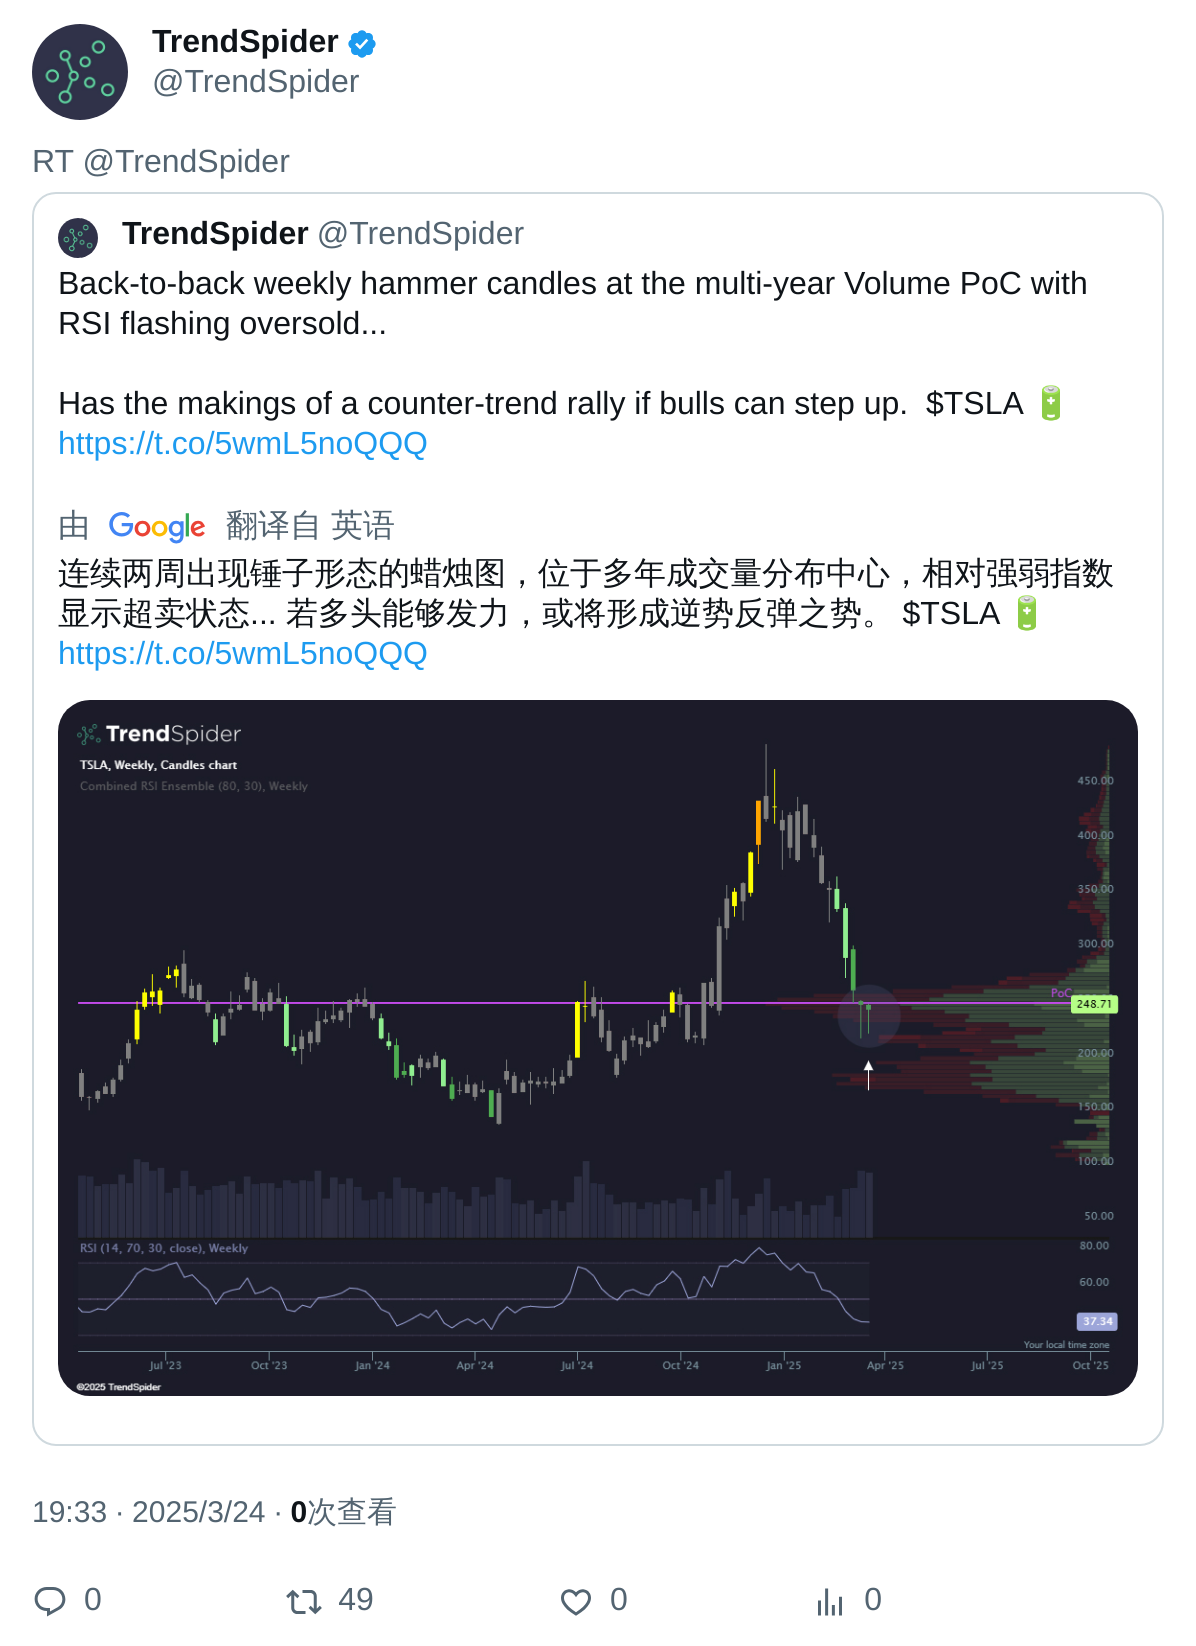 TrendSpider
@TrendSpider
RT @TrendSpider
TrendSpider @TrendSpider
Back-to-back weekly hammer candles at the multi-year Volume PoC with
RSI flashing oversold...
Has the makings of a counter-trend rally if bulls can step up.  $TSLA 🔋
https://t.co/5wmL5noQQQ
由 Google 翻译自 英语
连续两周出现锤子形态的蜡烛图，位于多年成交量分布中心，相对强弱指数
显示超卖状态... 若多头能够发力，或将形成逆势反弹之势。 $TSLA 🔋
https://t.co/5wmL5noQQQ
TrendSpider
TSLA, Weekly, Candles chart
Combined RSI Ensemble (80, 30), Weekly
450.00
400.00
350.00
300.00
PoC
248.71
200.00
150.00
100.00
50.00
RSI (14, 70, 30, close), Weekly
80.00
60.00
37.34
Your local time zone
Jul '23 Oct '23 Jan '24 Apr '24 Jul '24 Oct '24 Jan '25 Apr '25 Jul '25 Oct '25
©2025 TrendSpider
19:33 · 2025/3/24 · 0次查看
0 49 0 0